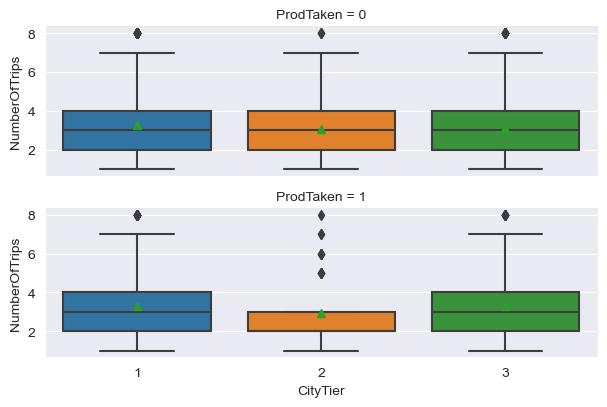 ProdTaken = 0
NumberOfTrips
8
6
4
2
ProdTaken = 1
NumberOfTrips
8
6
4
2
1 2 3
CityTier